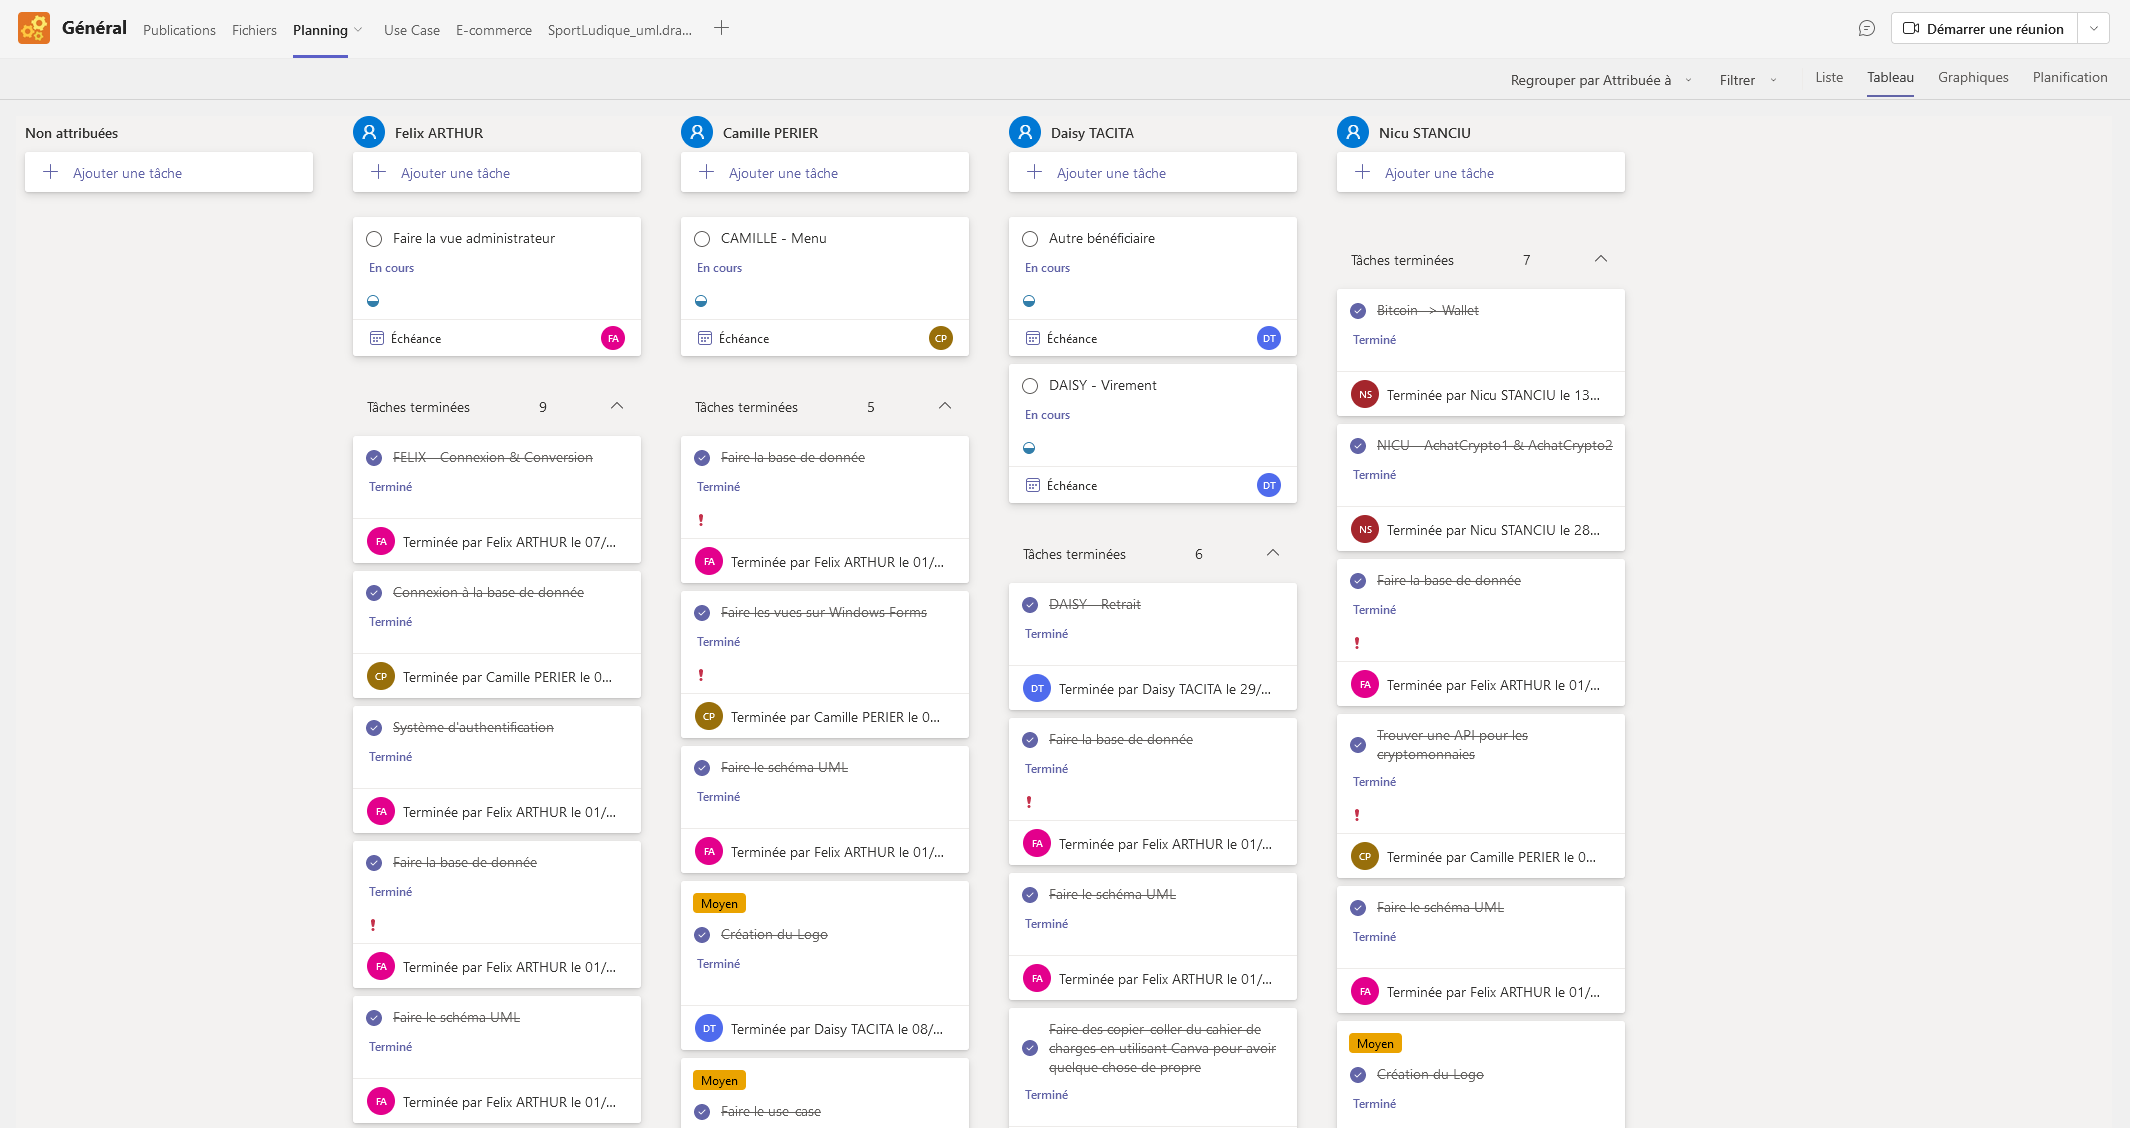 Général
Publications
Fichiers
Planning
Use Case
E-commerce
SportLudique_uml.dra...
Démarrer une réunion
Regrouper par Attribuée à
Filtrer
Liste
Tableau
Graphiques
Planification
Non attribuées
Ajouter une tâche
Felix ARTHUR
Ajouter une tâche
Faire la vue administrateur
En cours
Échéance
FA
Tâches terminées 9
FELIX - Connexion & Conversion
Terminé
FA Terminée par Felix ARTHUR le 07/...
Connexion à la base de donnée
Terminé
CP Terminée par Camille PERIER le 0...
Système d'authentification
Terminé
FA Terminée par Felix ARTHUR le 01/...
Faire la base de donnée
Terminé
FA Terminée par Felix ARTHUR le 01/...
Faire le schéma UML
Terminé
FA Terminée par Felix ARTHUR le 01/...
Camille PERIER
Ajouter une tâche
CAMILLE - Menu
En cours
Échéance
CP
Tâches terminées 5
Faire la base de donnée
Terminé
FA Terminée par Felix ARTHUR le 01/...
Faire les vues sur Windows Forms
Terminé
CP Terminée par Camille PERIER le 0...
Faire le schéma UML
Terminé
FA Terminée par Felix ARTHUR le 01/...
Moyen
Création du Logo
Terminé
DT Terminée par Daisy TACITA le 08/...
Moyen
Faire le use-case
Daisy TACITA
Ajouter une tâche
Autre bénéficiaire
En cours
Échéance
DT
DAISY - Virement
En cours
Échéance
DT
Tâches terminées 6
DAISY - Retrait
Terminé
DT Terminée par Daisy TACITA le 29/...
Faire la base de donnée
Terminé
FA Terminée par Felix ARTHUR le 01/...
Faire le schéma UML
Terminé
FA Terminée par Felix ARTHUR le 01/...
Faire des copier-coller du cahier de
charges en utilisant Canva pour avoir
quelque chose de propre
Terminé
Nicu STANCIU
Ajouter une tâche
Tâches terminées 7
Bitcoin -> Wallet
Terminé
NS Terminée par Nicu STANCIU le 13...
NICU - AchatCrypto1 & AchatCrypto2
Terminé
NS Terminée par Nicu STANCIU le 28...
Faire la base de donnée
Terminé
FA Terminée par Felix ARTHUR le 01/...
Trouver une API pour les
cryptomonnaies
Terminé
CP Terminée par Camille PERIER le 0...
Faire le schéma UML
Terminé
FA Terminée par Felix ARTHUR le 01/...
Moyen
Création du Logo
Terminé